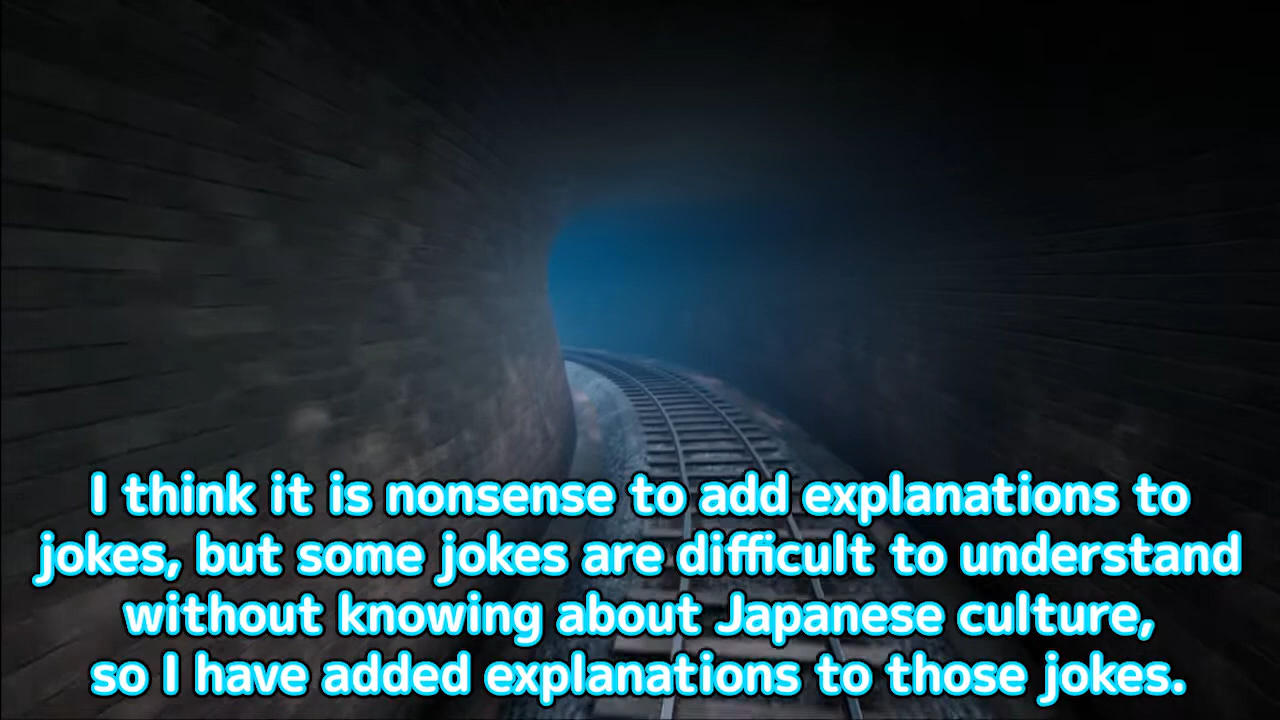 I think it is nonsense to add explanations to
jokes, but some jokes are difficult to understand
without knowing about Japanese culture,
so I have added explanations to those jokes.